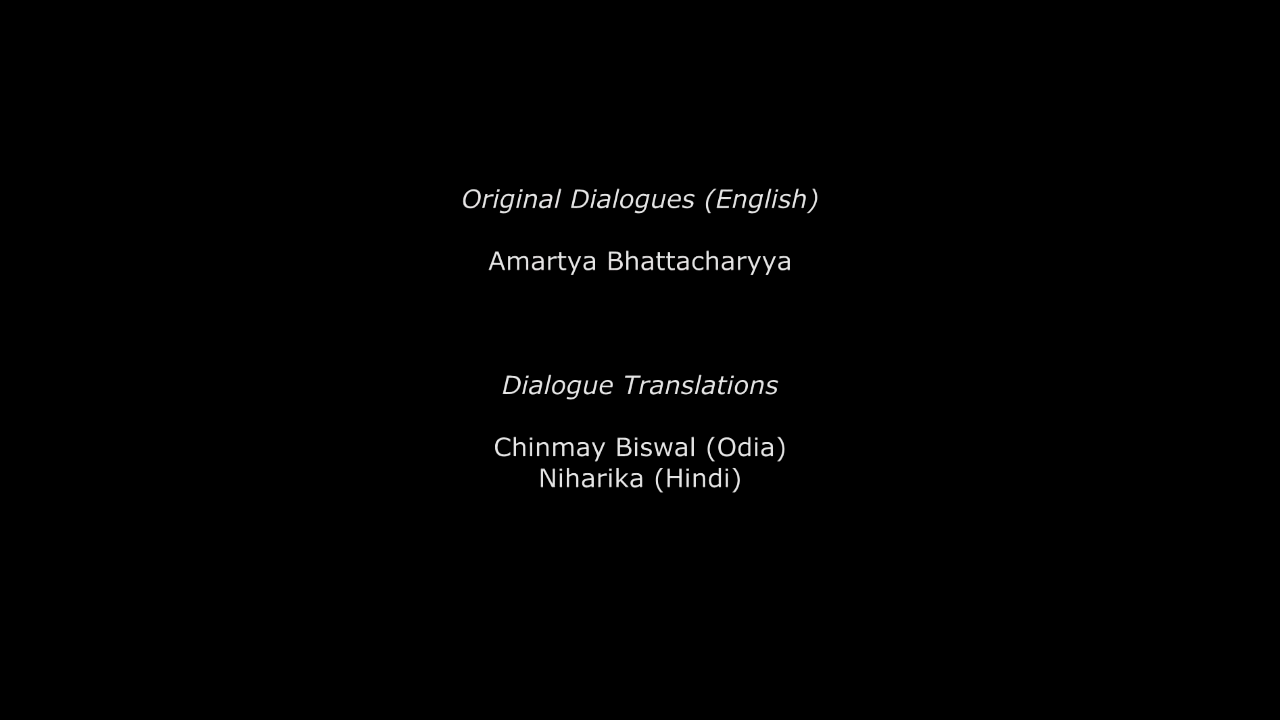 Original Dialogues (English)
Amartya Bhattacharyya
Dialogue Translations
Chinmay Biswal (Odia)
Niharika (Hindi)